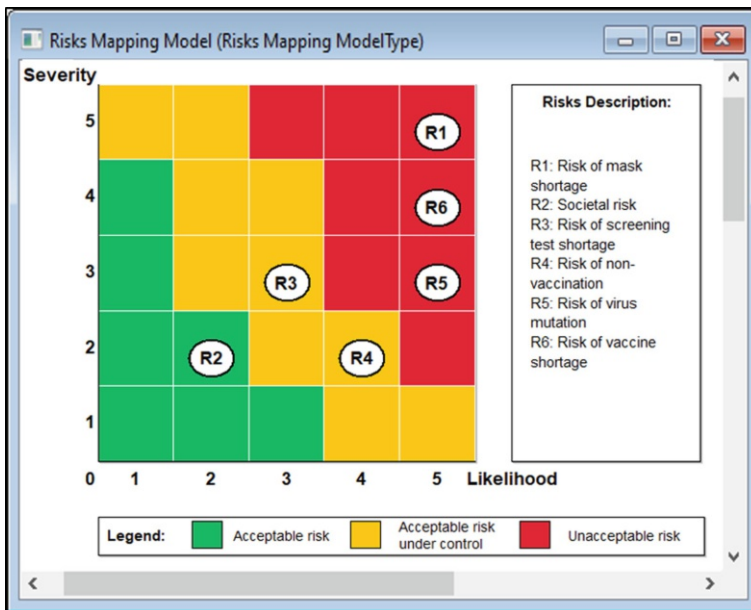 Risks Mapping Model (Risks Mapping ModelType)
Severity
5
4
3
2
1
0
1
2
3
4
5
Likelihood
R1
R6
R3
R5
R2
R4
Risks Description:
R1: Risk of mask
shortage
R2: Societal risk
R3: Risk of screening
test shortage
R4: Risk of non-
vaccination
R5: Risk of virus
mutation
R6: Risk of vaccine
shortage
Legend:
Acceptable risk
Acceptable risk
under control
Unacceptable risk